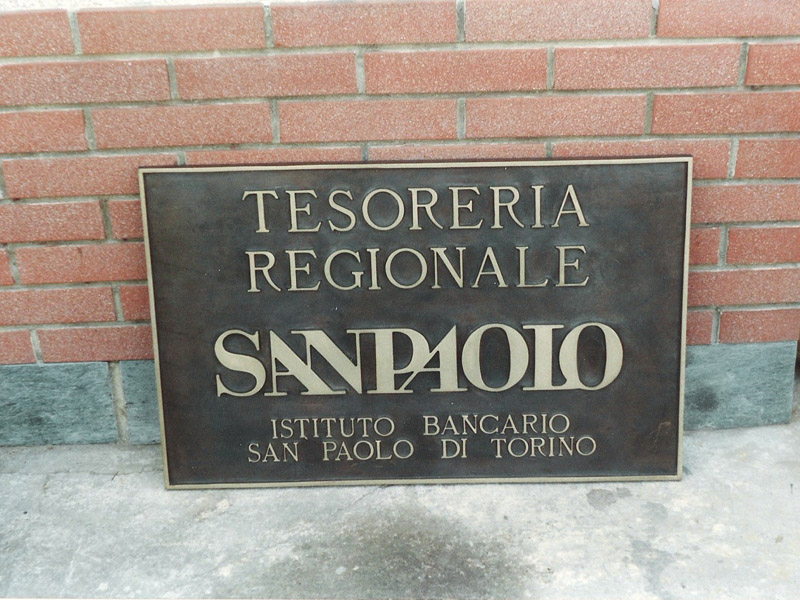 TESORERIA
REGIONALE
SANPAOLO
ISTITUTO BANCARIO
SAN PAOLO DI TORINO